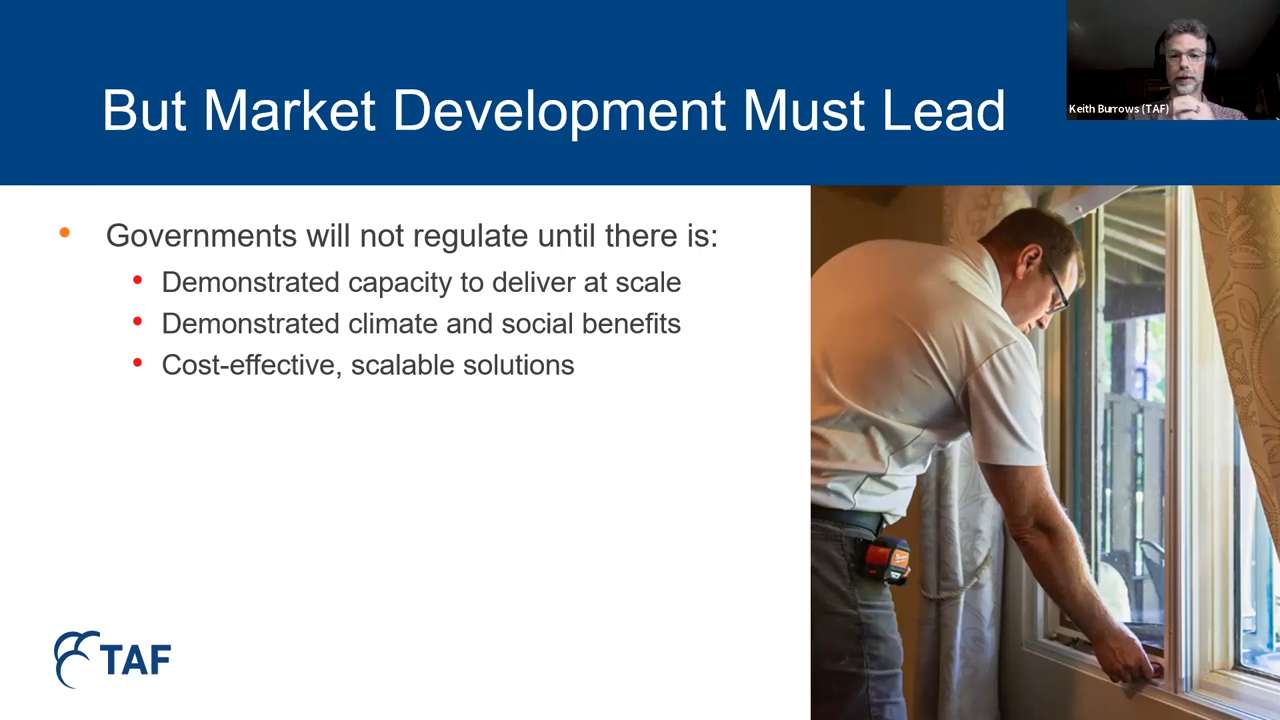 But Market Development Must Lead
Keith Burrows (TAF)
• Governments will not regulate until there is:
• Demonstrated capacity to deliver at scale
• Demonstrated climate and social benefits
• Cost-effective, scalable solutions
TAF